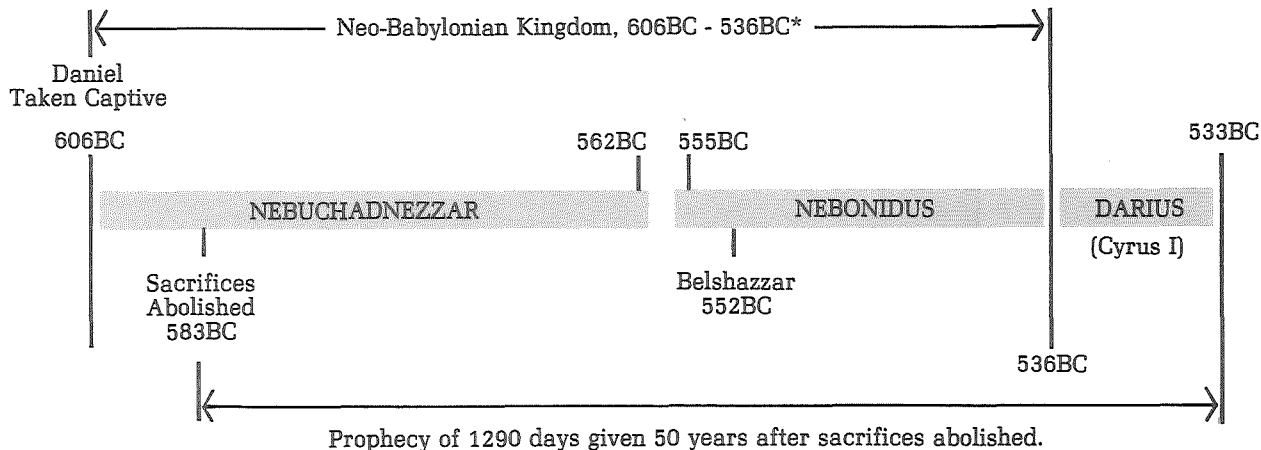 Neo-Babylonian Kingdom, 606BC - 536BC*
Daniel
Taken Captive
606BC
562BC
555BC
533BC
NEBUCHADNEZZAR
NEBONIDUS
DARIUS
(Cyrus I)
Sacrifices
Abolished
583BC
Belshazzar
552BC
536BC
Prophecy of 1290 days given 50 years after sacrifices abolished.